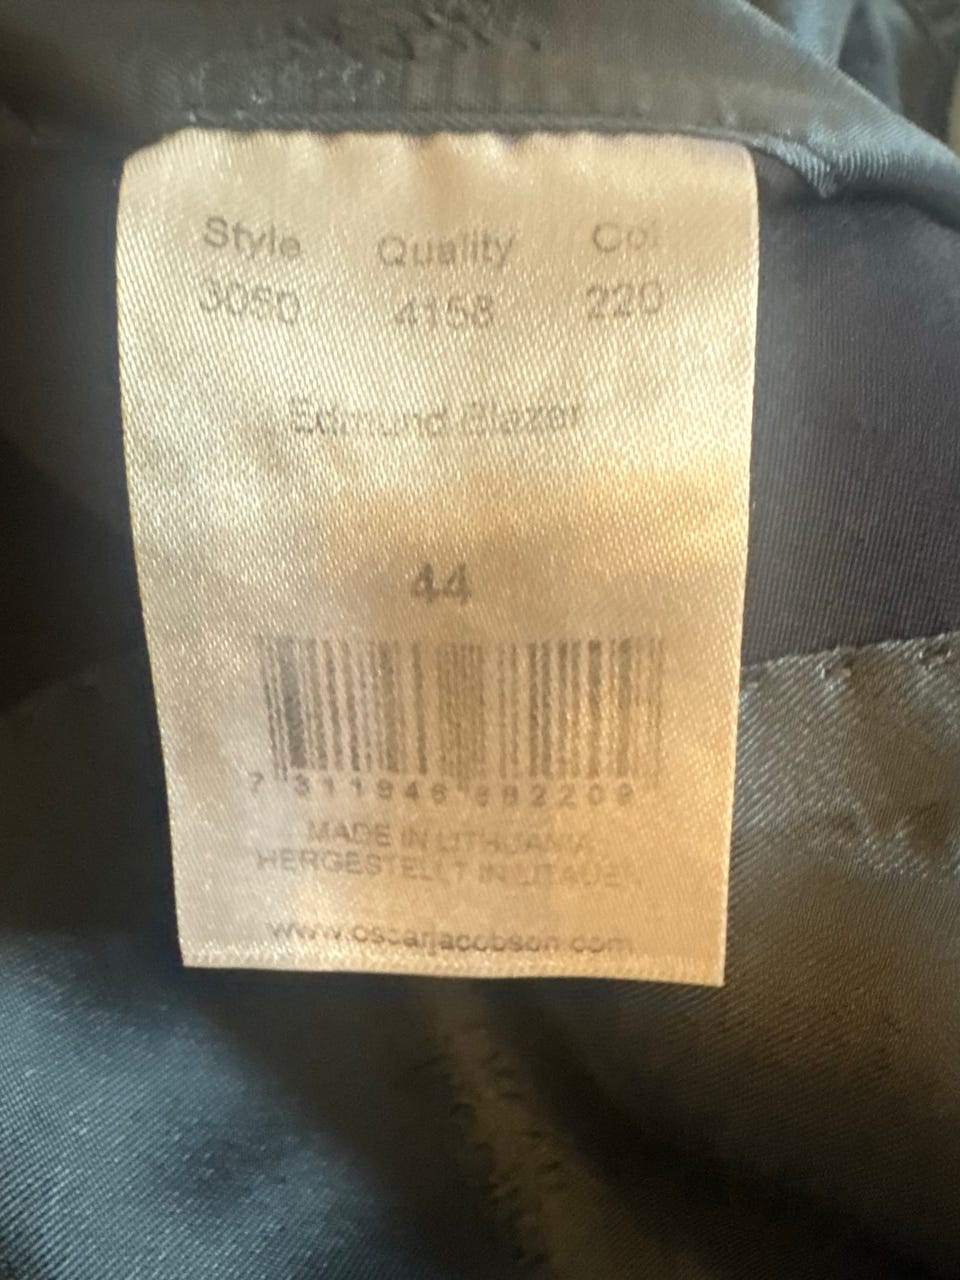 Style Quality Col
3050 4158 220
Edmund Blazer
44
7 311946 692209
MADE IN LITHUANIA
HERGESTELLT IN LITAUEN
www.oscarjacobson.com